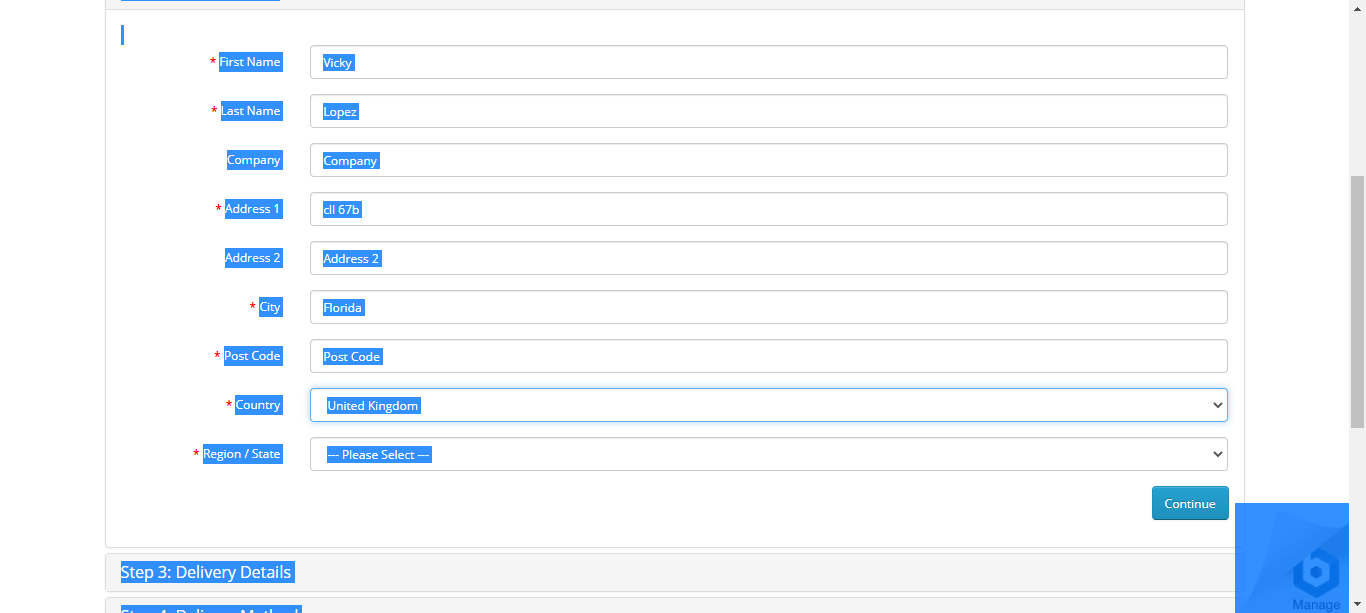 * First Name Vicky
* Last Name Lopez
Company Company
* Address 1 cll 67b
Address 2 Address 2
* City Florida
* Post Code Post Code
* Country United Kingdom
* Region / State --- Please Select ---
Continue
Step 3: Delivery Details
Manage